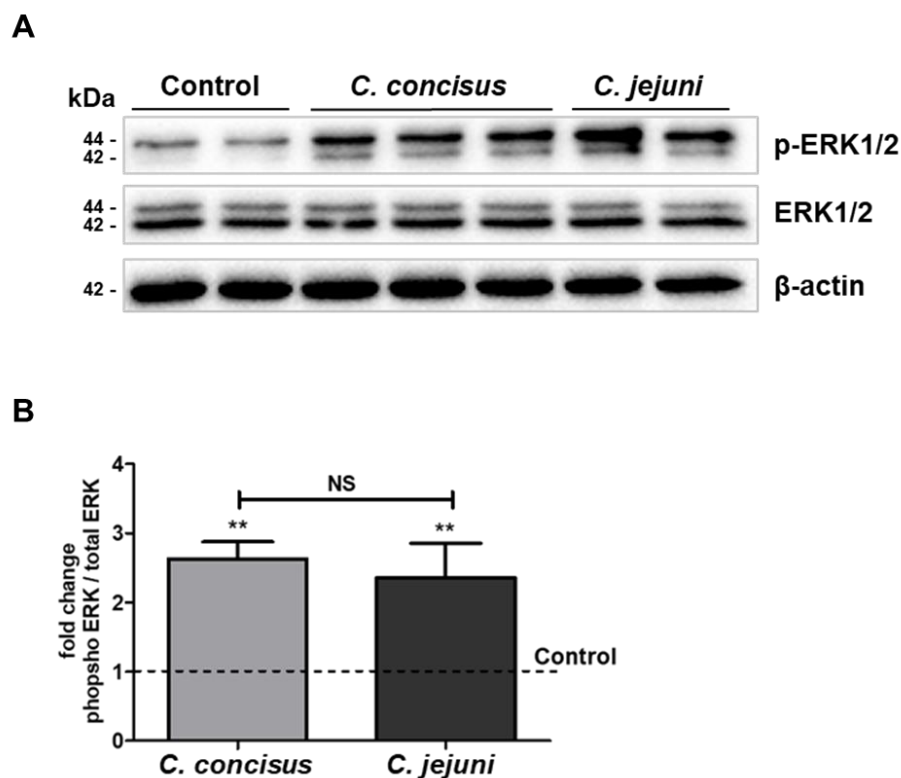 A
kDa Control C. concisus C. jejuni
44 -
42 -
p-ERK1/2
44 -
42 -
ERK1/2
42 -
β-actin
B
4
3
2
1
0
fold change
phopsho ERK / total ERK
NS
** **
Control
C. concisus C. jejuni